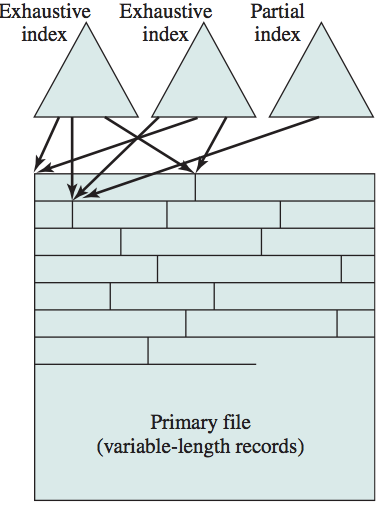 Exhaustive
index
Exhaustive
index
Partial
index
Primary file
(variable-length records)